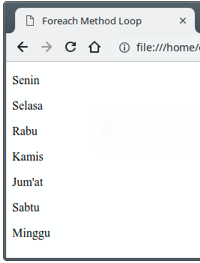 Foreach Method Loop
file:///home/
Senin
Selasa
Rabu
Kamis
Jum'at
Sabtu
Minggu